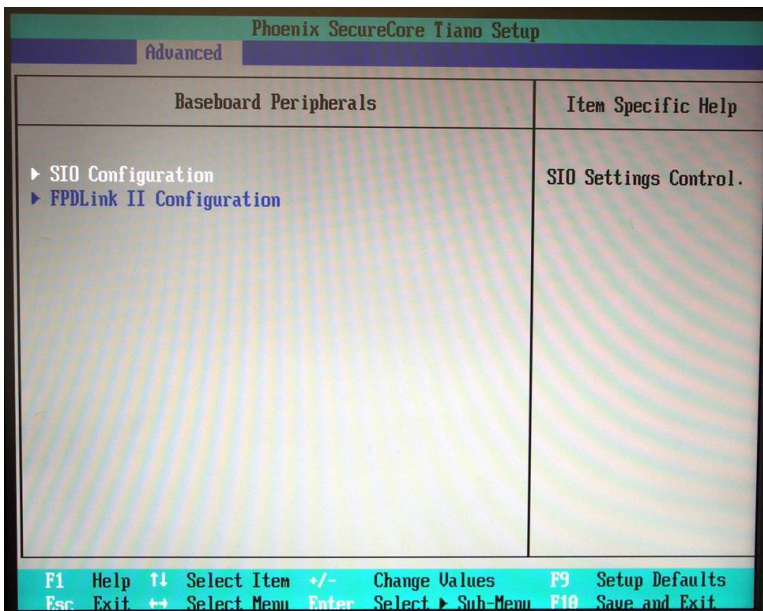 Phoenix SecureCore Tiano Setup
Advanced
Baseboard Peripherals
Item Specific Help
SIO Configuration
SIO Settings Control.
FPDLink II Configuration
F1 Help ↑↓ Select Item +/- Change Values F9 Setup Defaults
Esc Exit ↔ Select Menu Enter Select ▶ Sub-Menu F10 Save and Exit